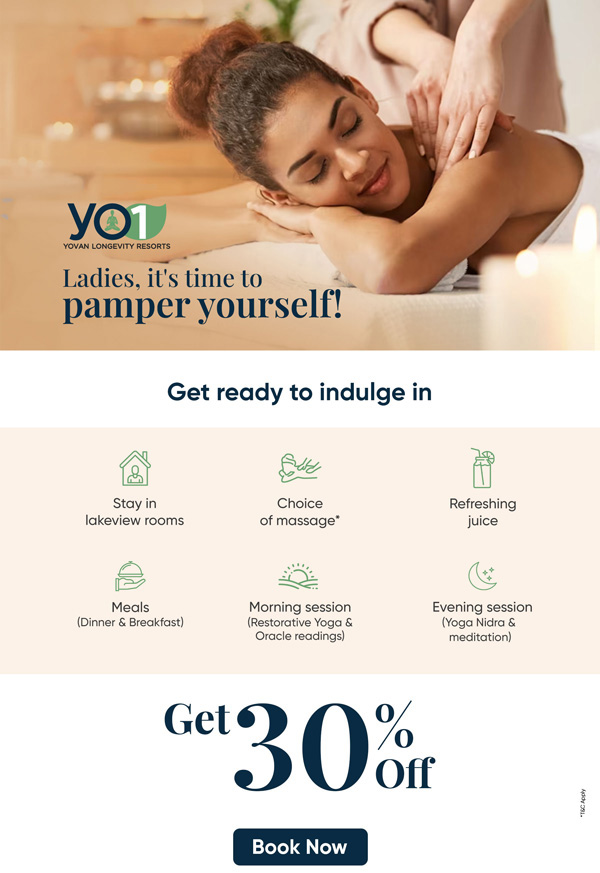 yo1
YOVAN LONGEVITY RESORTS
Ladies, it's time to
pamper yourself!
Get ready to indulge in
Stay in
lakeview rooms
Choice
of massage*
Refreshing
juice
Meals
(Dinner & Breakfast)
Morning session
(Restorative Yoga &
Oracle readings)
Evening session
(Yoga Nidra &
meditation)
Get 30% Off
*T&C Apply
Book Now